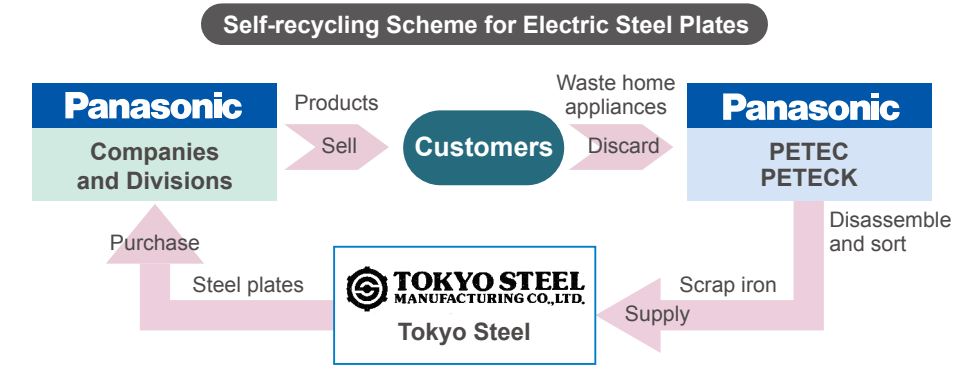 Self-recycling Scheme for Electric Steel Plates
Panasonic
Companies
and Divisions
Products
Sell
Customers
Waste home
appliances
Discard
Panasonic
PETEC
PETECK
Disassemble
and sort
Scrap iron
Supply
TOKYO STEEL
MANUFACTURING CO.,LTD.
Tokyo Steel
Steel plates
Purchase